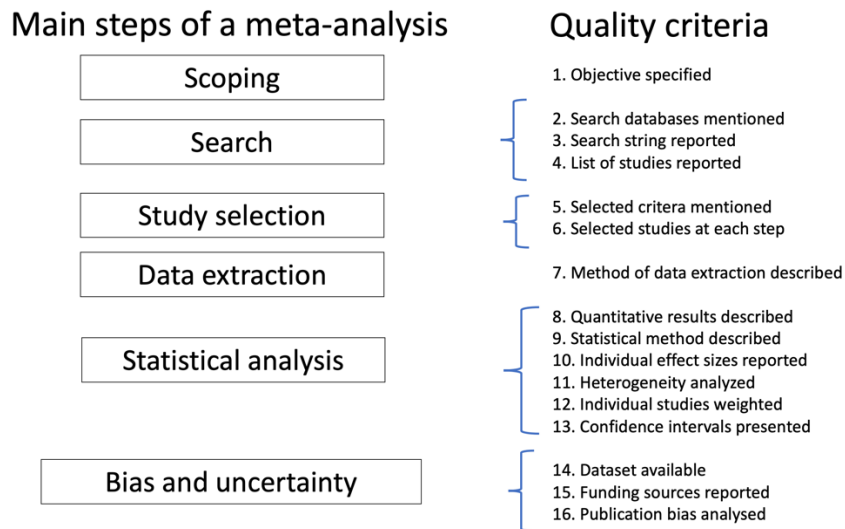 Main steps of a meta-analysis
Quality criteria
Scoping
1. Objective specified
Search
2. Search databases mentioned
3. Search string reported
4. List of studies reported
Study selection
5. Selected critera mentioned
6. Selected studies at each step
Data extraction
7. Method of data extraction described
Statistical analysis
8. Quantitative results described
9. Statistical method described
10. Individual effect sizes reported
11. Heterogeneity analyzed
12. Individual studies weighted
13. Confidence intervals presented
Bias and uncertainty
14. Dataset available
15. Funding sources reported
16. Publication bias analysed